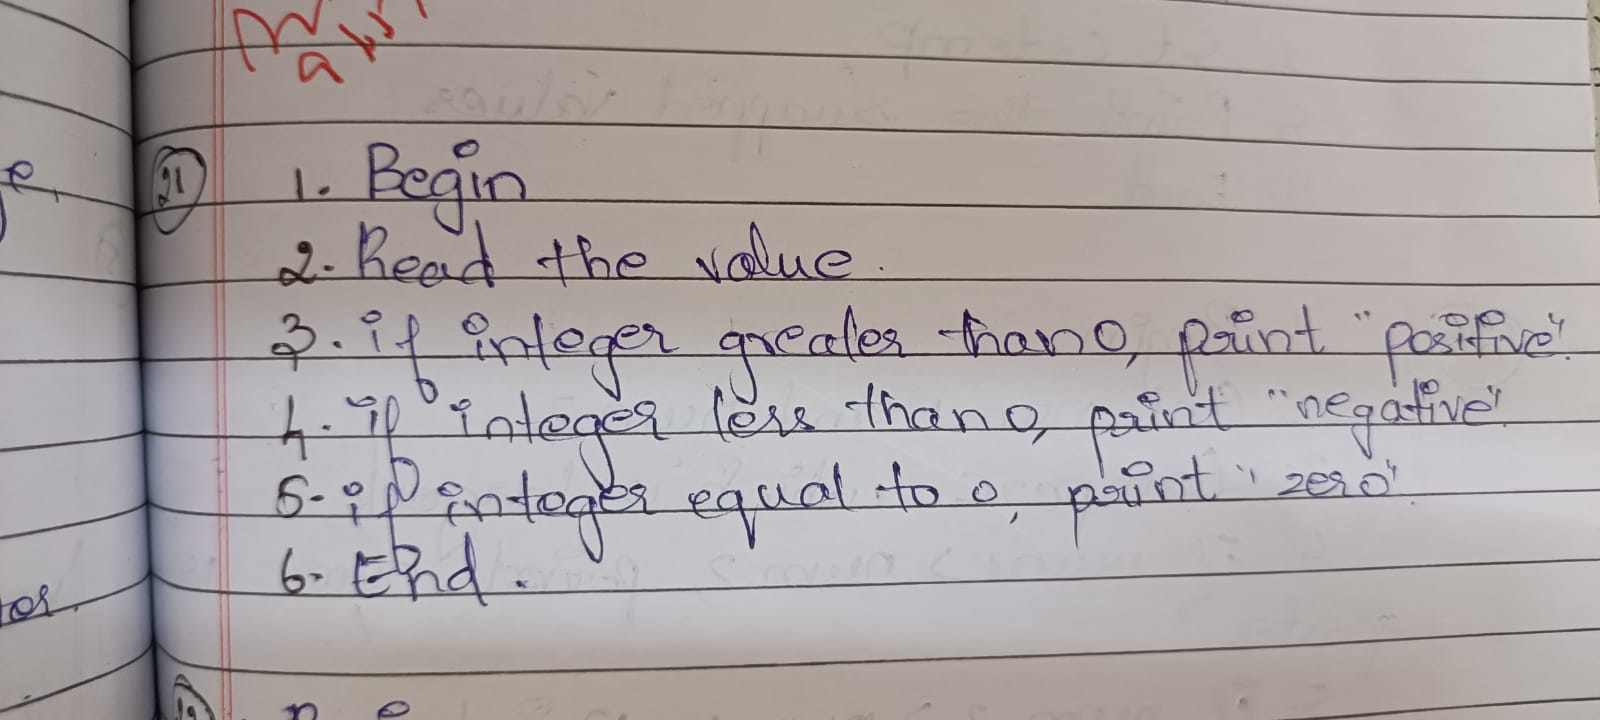 21
1. Begin
2. Read the value.
3. if integer greater than 0, print "positive".
4. if integer less than 0, print "negative".
5. if integer equal to 0, print "zero".
6. End.